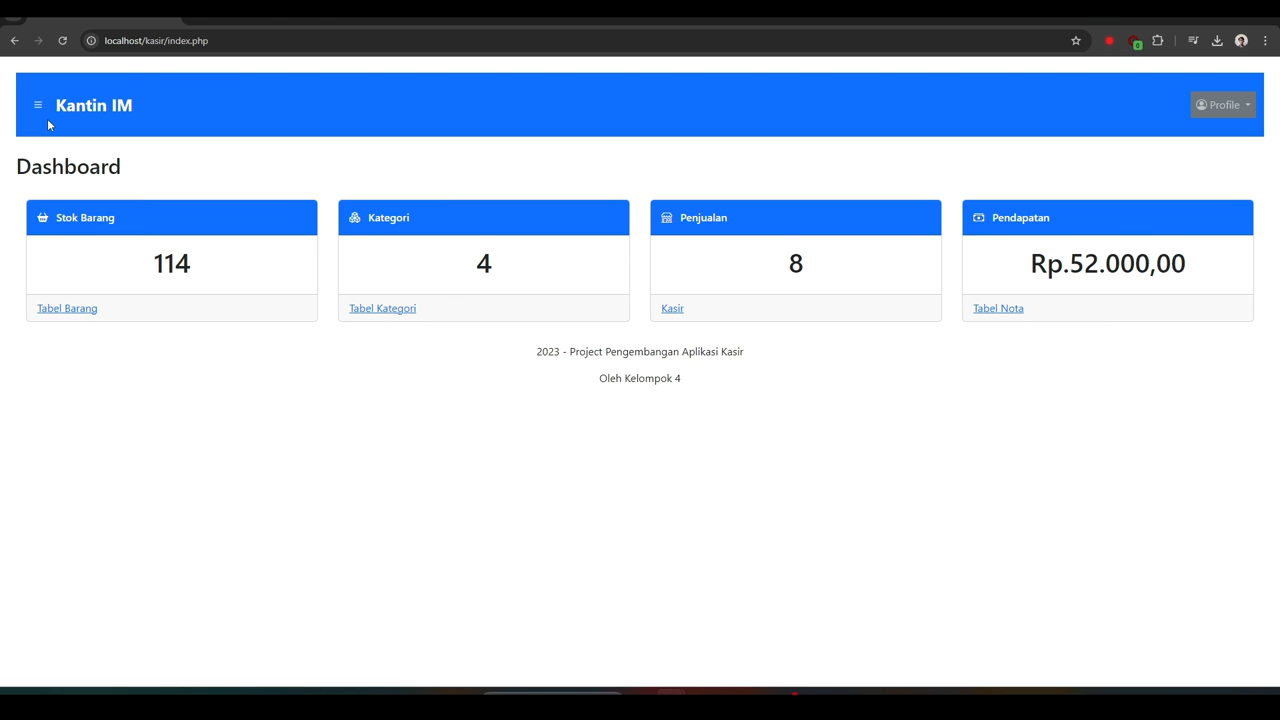 localhost/kasir/index.php
0
Kantin IM
Profile
Dashboard
Stok Barang
Kategori
Penjualan
Pendapatan
114
4
8
Rp.52.000,00
Tabel Barang
Tabel Kategori
Kasir
Tabel Nota
2023 - Project Pengembangan Aplikasi Kasir
Oleh Kelompok 4